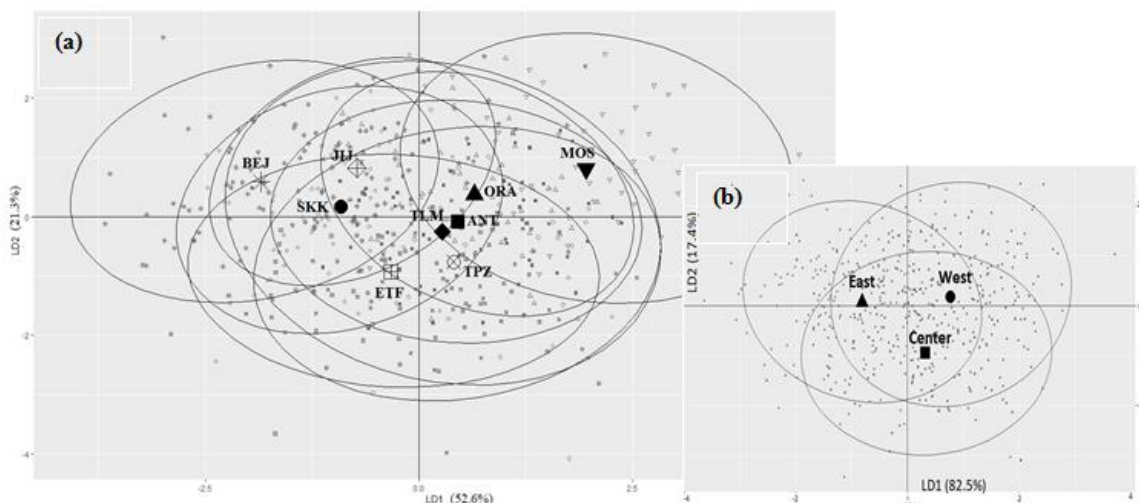 (a)
BEJ
JIJ
SKK
MOS
ORA
TLM
ANT
TPZ
ETF
LD2 (21.3%)
2
0
-2
-4
-2.5
0.0
2.5
LD1 (52.6%)
(b)
LD2 (17.4%)
East
West
Center
LD1 (82.5%)
-4
-2
2
4